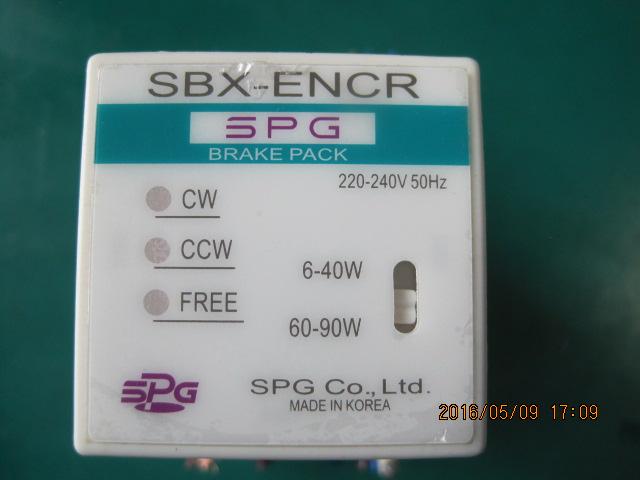 SBX-ENCR
SPG
BRAKE PACK
220-240V 50Hz
CW
CCW
6-40W
FREE
60-90W
SPG
SPG Co.,Ltd.
MADE IN KOREA
2016/05/09 17:09